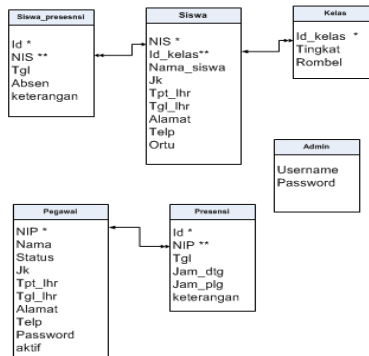 Siswa_presesnsi
Id *
NIS **
Tgl
Absen
keterangan
Siswa
NIS *
Id_kelas**
Nama_siswa
Jk
Tpt_lhr
Tgl_lhr
Alamat
Telp
Ortu
Kelas
Id_kelas *
Tingkat
Rombel
Admin
Username
Password
Pegawai
NIP *
Nama
Status
Jk
Tpt_lhr
Tgl_lhr
Alamat
Telp
Password
aktif
Presensi
Id *
NIP **
Tgl
Jam_dtg
Jam_plg
keterangan